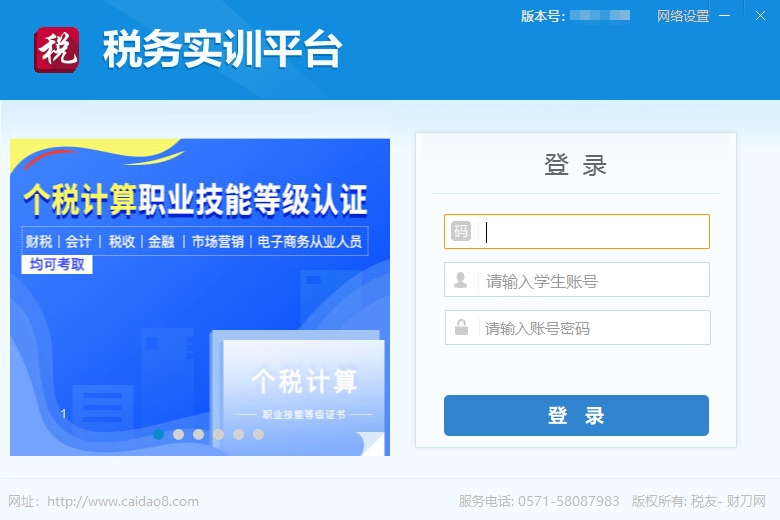 版本号:
网络设置
税
税务实训平台
个税计算职业技能等级认证
财税 | 会计 | 税收 | 金融 | 市场营销 | 电子商务从业人员
均可考取
个税计算
职业技能等级证书
1
登 录
码
请输入学生账号
请输入账号密码
登 录
网址: http://www.caidao8.com
服务电话: 0571-58087983 版权所有: 税友- 财刀网